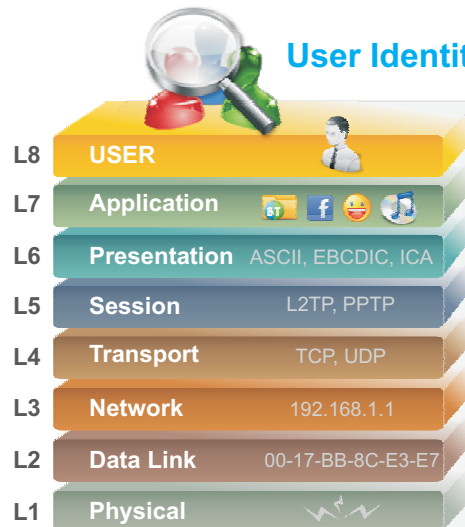 User Identit
L8 USER
L7 Application BT f
L6 Presentation ASCII, EBCDIC, ICA
L5 Session L2TP, PPTP
L4 Transport TCP, UDP
L3 Network 192.168.1.1
L2 Data Link 00-17-BB-8C-E3-E7
L1 Physical